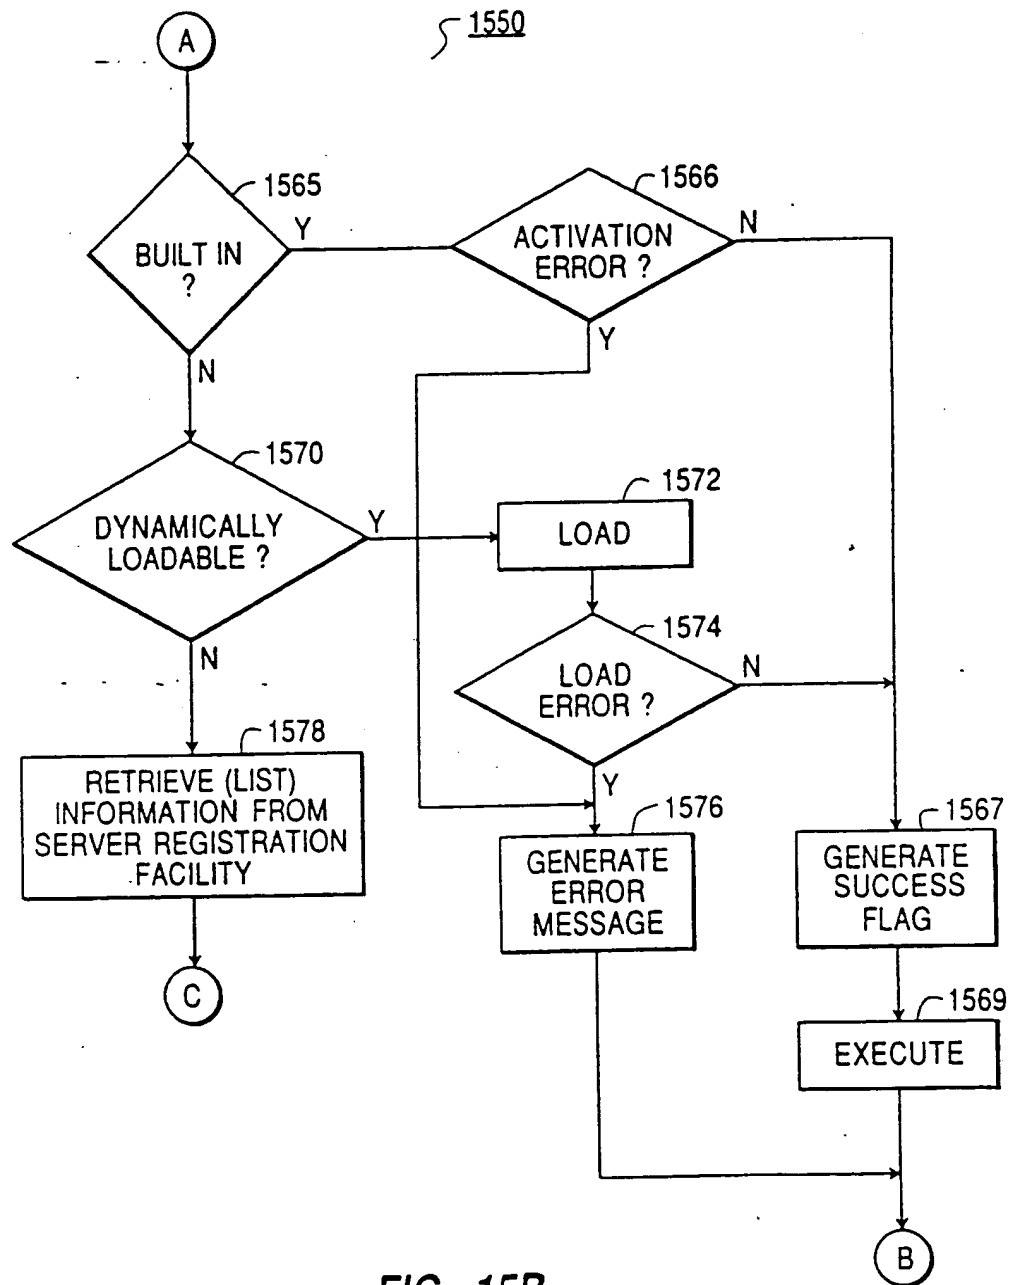 1550
A
1565
BUILT IN
?
Y
N
1566
ACTIVATION
ERROR ?
N
Y
1570
DYNAMICALLY
LOADABLE ?
Y
N
1572
LOAD
1574
LOAD
ERROR ?
N
Y
1578
RETRIEVE (LIST)
INFORMATION FROM
SERVER REGISTRATION
FACILITY
C
1576
GENERATE
ERROR
MESSAGE
1567
GENERATE
SUCCESS
FLAG
1569
EXECUTE
B
FIG. 15B